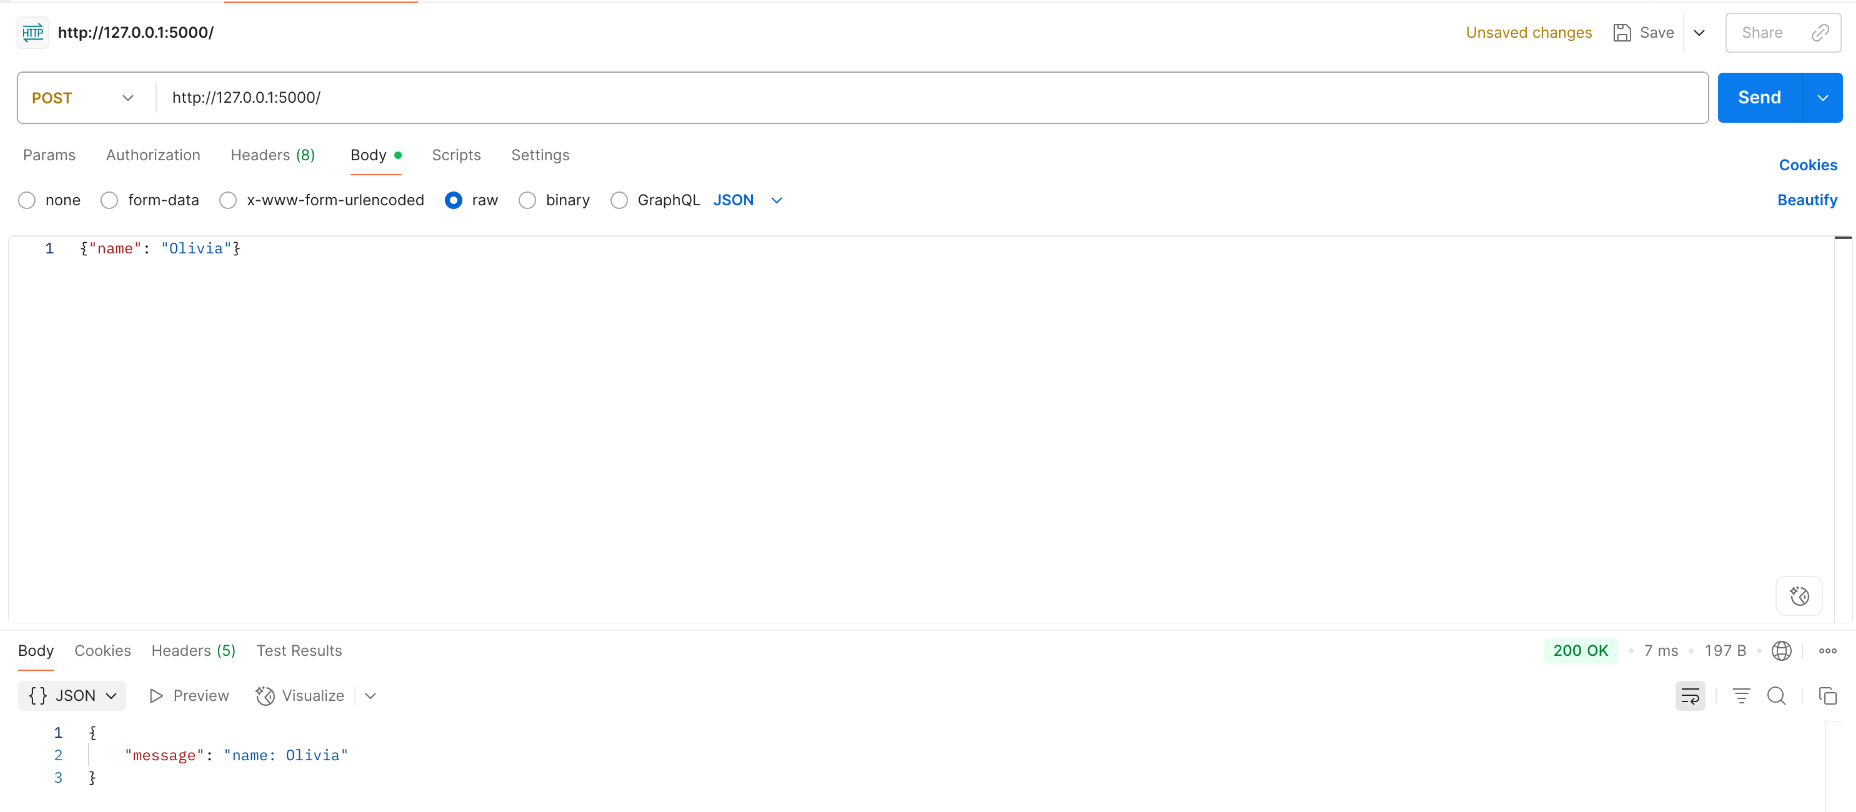 HTTP http://127.0.0.1:5000/ Unsaved changes Save Share
POST http://127.0.0.1:5000/ Send
Params Authorization Headers (8) Body Scripts Settings
Cookies
none form-data x-www-form-urlencoded raw binary GraphQL JSON Beautify
1 {"name": "Olivia"}
Body Cookies Headers (5) Test Results 200 OK 7 ms 197 B
{} JSON Preview Visualize
1 {
2 "message": "name: Olivia"
3 }